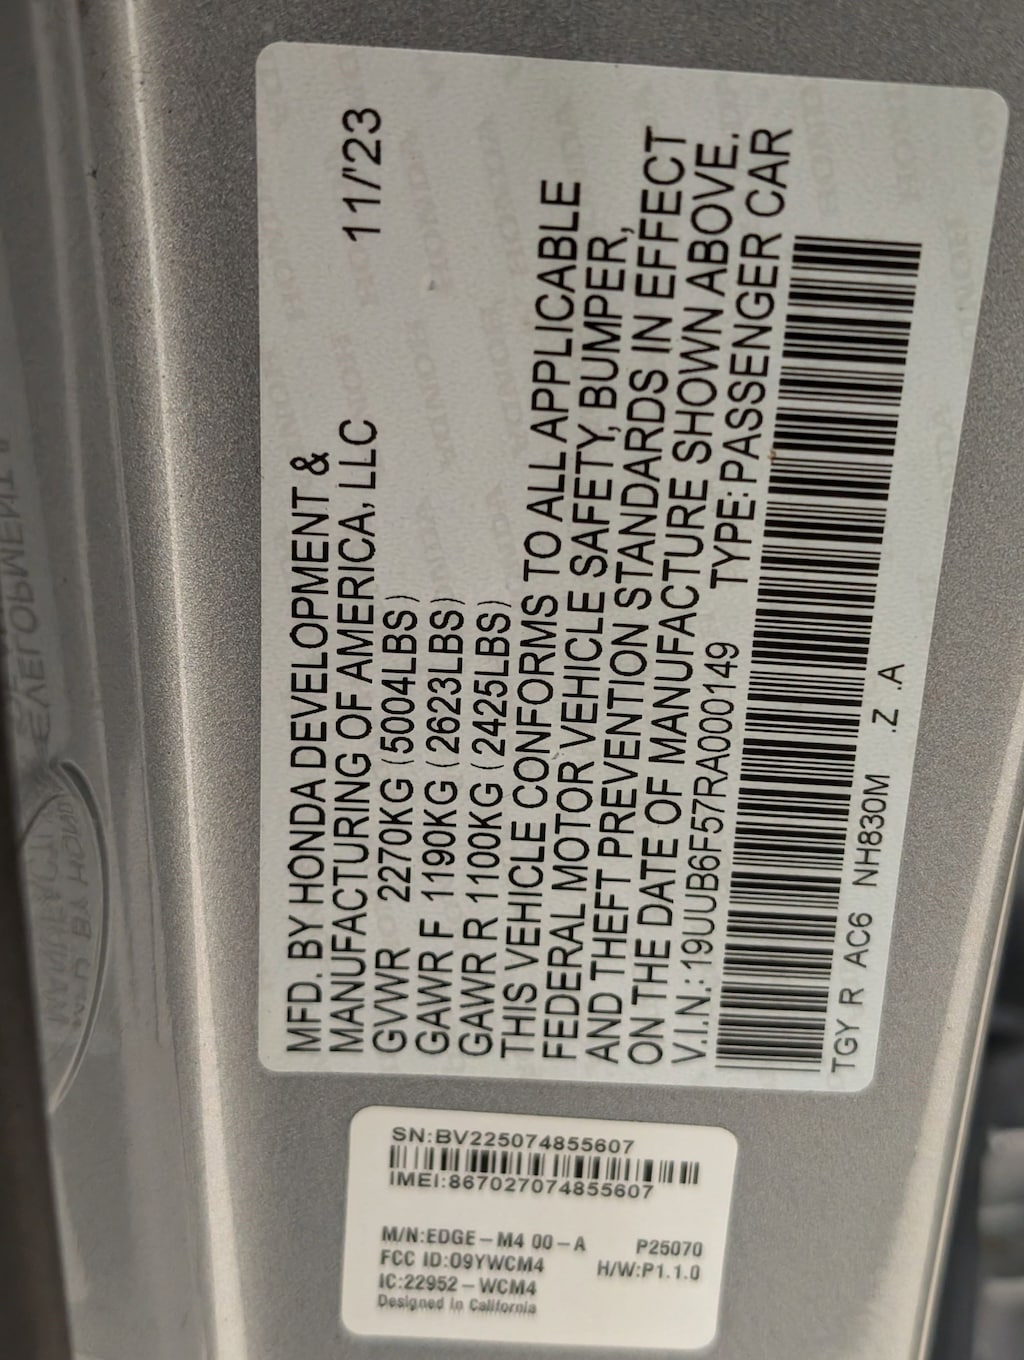 MFD. BY HONDA DEVELOPMENT &
MANUFACTURING OF AMERICA, LLC 11/'23
GVWR 2270KG (5004LBS)
GAWR F 1190KG (2623LBS)
GAWR R 1100KG (2425LBS)
THIS VEHICLE CONFORMS TO ALL APPLICABLE
FEDERAL MOTOR VEHICLE SAFETY, BUMPER,
AND THEFT PREVENTION STANDARDS IN EFFECT
ON THE DATE OF MANUFACTURE SHOWN ABOVE.
V.I.N.: 19UUB6F57RA000149 TYPE: PASSENGER CAR
TGY R AC6 NH830M .Z .A
SN:BV225074855607
IMEI:867027074855607
M/N:EDGE-M4 00-A P25070
FCC ID:O9YWCM4 H/W:P1.1.0
IC:22952-WCM4
Designed in California